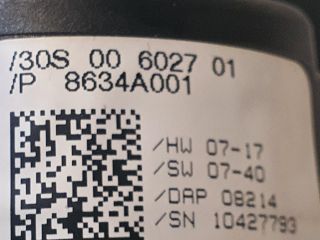 /30S 00 6027 01
/P 8634A001
/HW 07-17
/SW 07-40
/DAP 08214
/SN 10427793